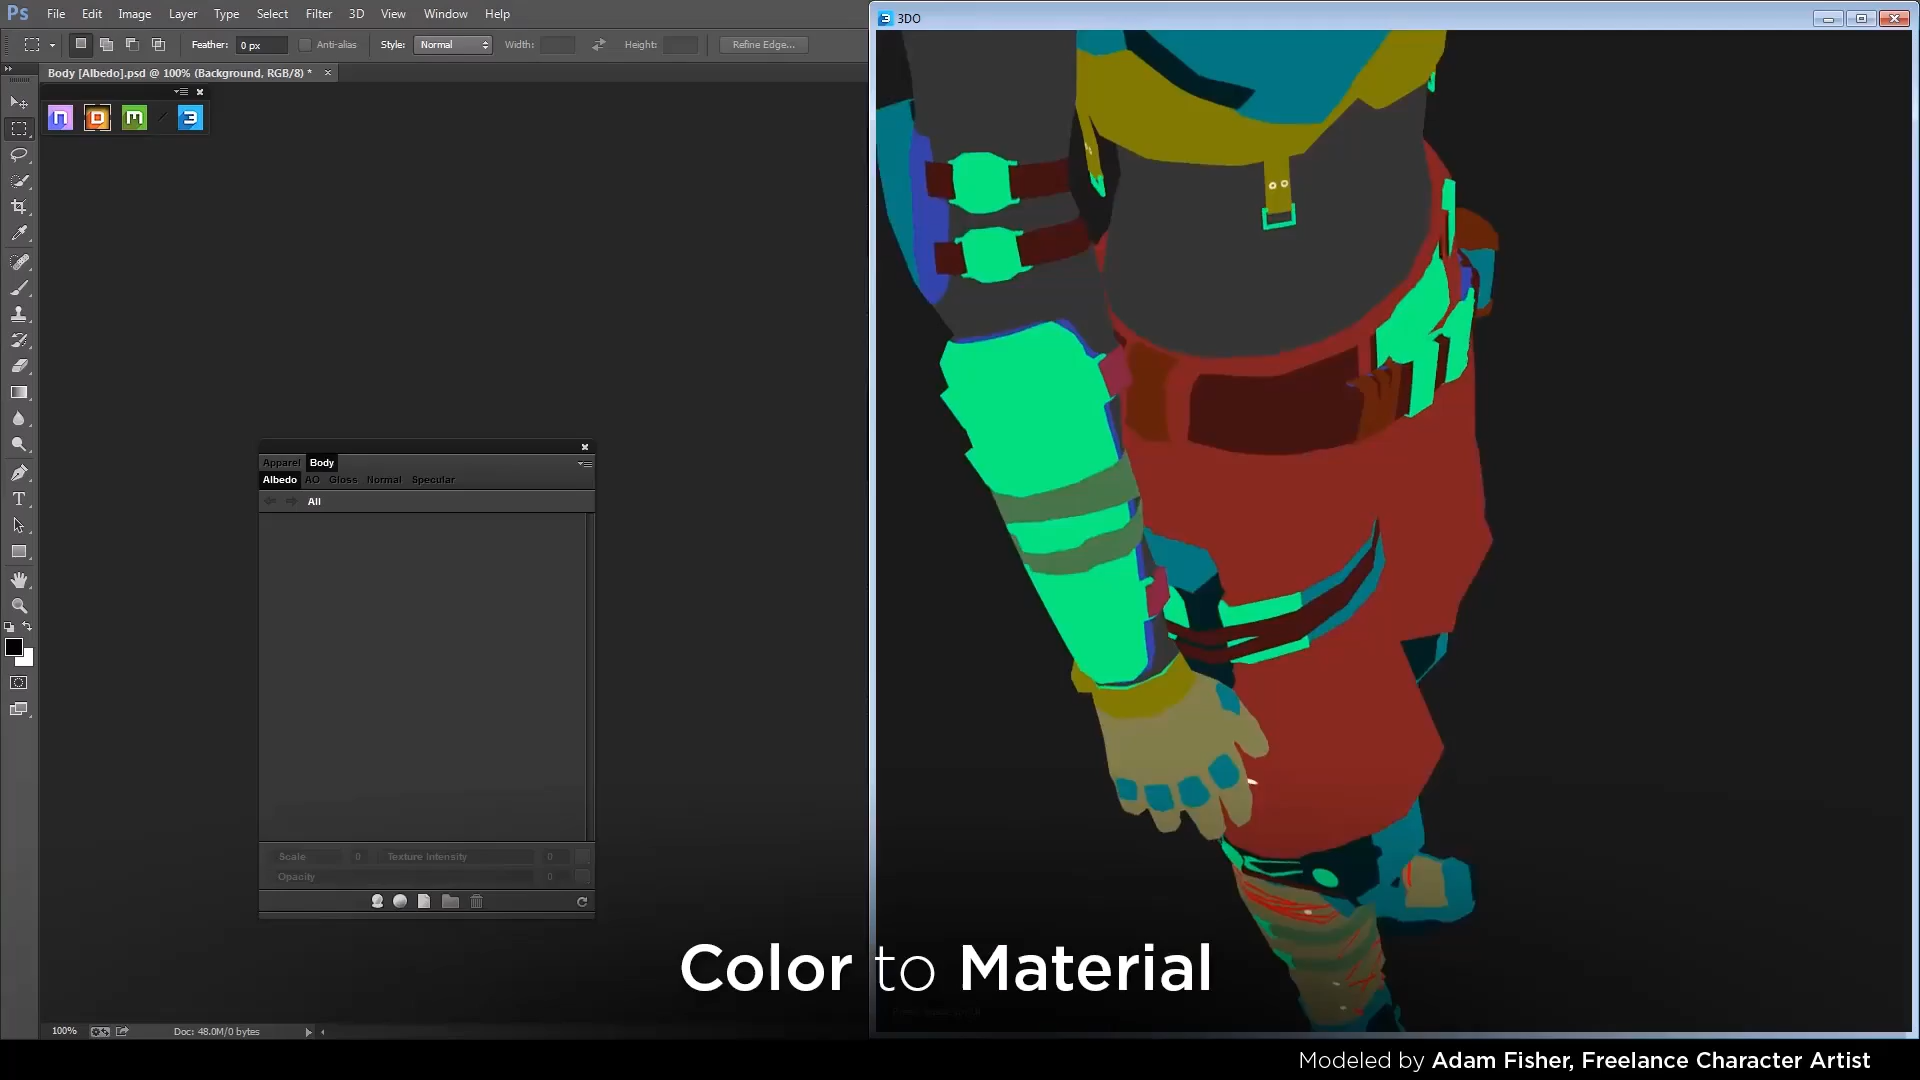 Ps File Edit Image Layer Type Select Filter 3D View Window Help
Feather: 0 px Anti-alias Style: Normal Width: Height: Refine Edge...
Body [Albedo].psd @ 100% (Background, RGB/8) *
3DO
Apparel Body
Albedo AO Gloss Normal Specular
All
Scale 0 Texture Intensity 0
Opacity 0
Color to Material
100% Doc: 48.0M/0 bytes
Modeled by Adam Fisher, Freelance Character Artist